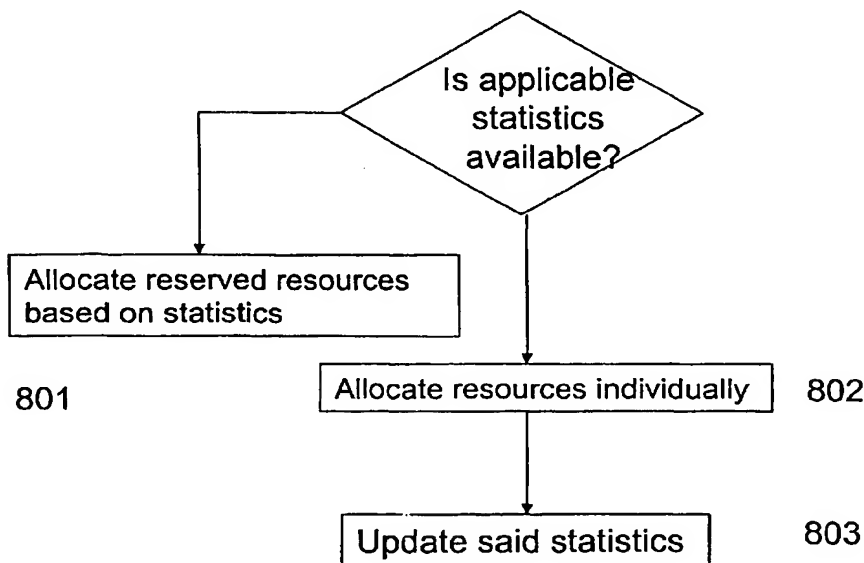 Is applicable
statistics
available?
Allocate reserved resources
based on statistics
801
Allocate resources individually
802
Update said statistics
803